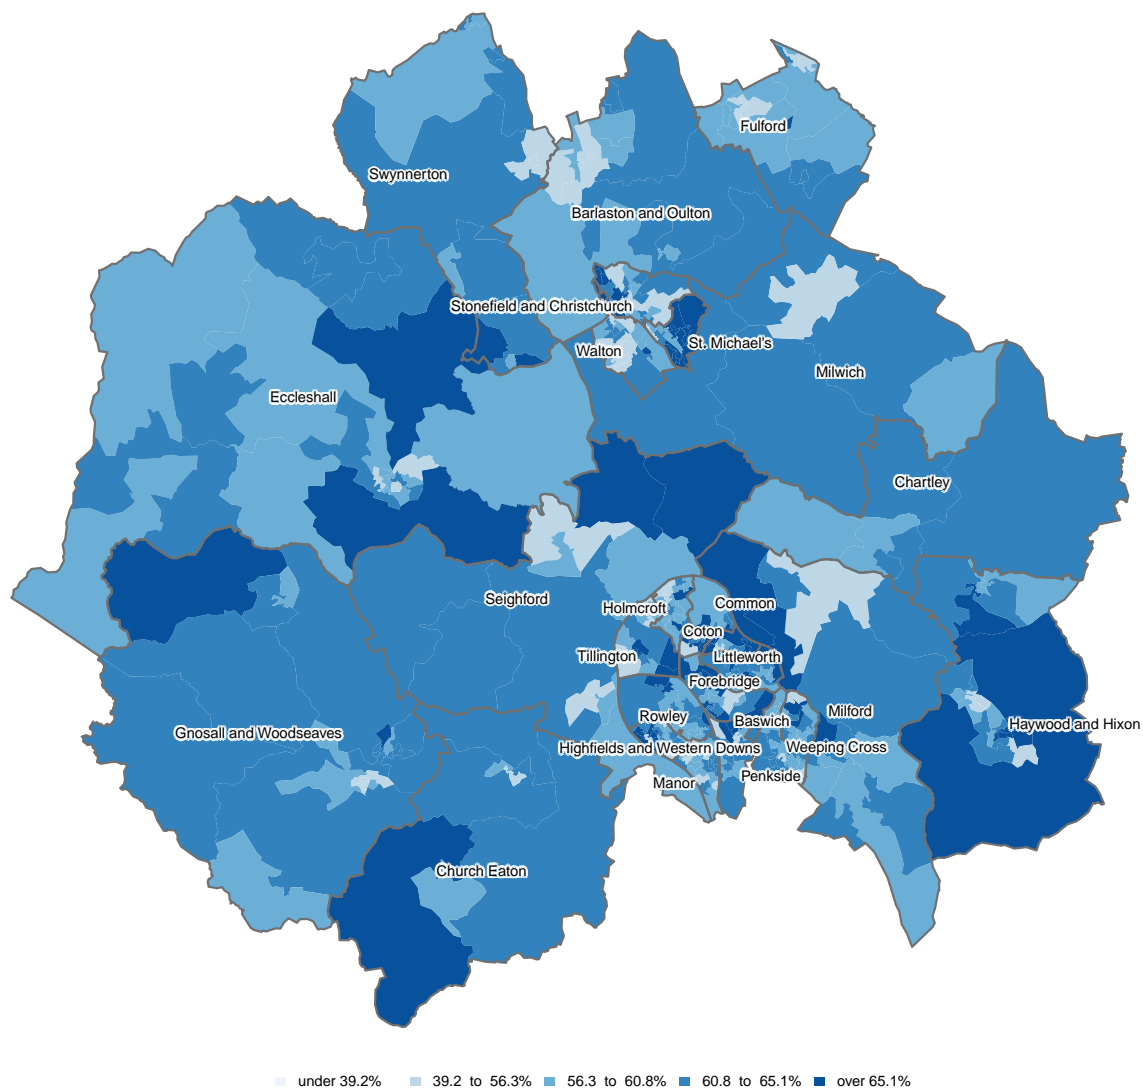 Fulford
Swynnerton
Barlaston and Oulton
Stonefield and Christchurch
St. Michael's
Walton
Milwich
Eccleshall
Chartley
Seighford
Holmcroft
Common
Coton
Tillington
Littleworth
Forebridge
Rowley
Baswich
Milford
Haywood and Hixon
Gnosall and Woodseaves
Highfields and Western Downs
Weeping Cross
Manor
Penkside
Church Eaton
under 39.2% 39.2 to 56.3% 56.3 to 60.8% 60.8 to 65.1% over 65.1%